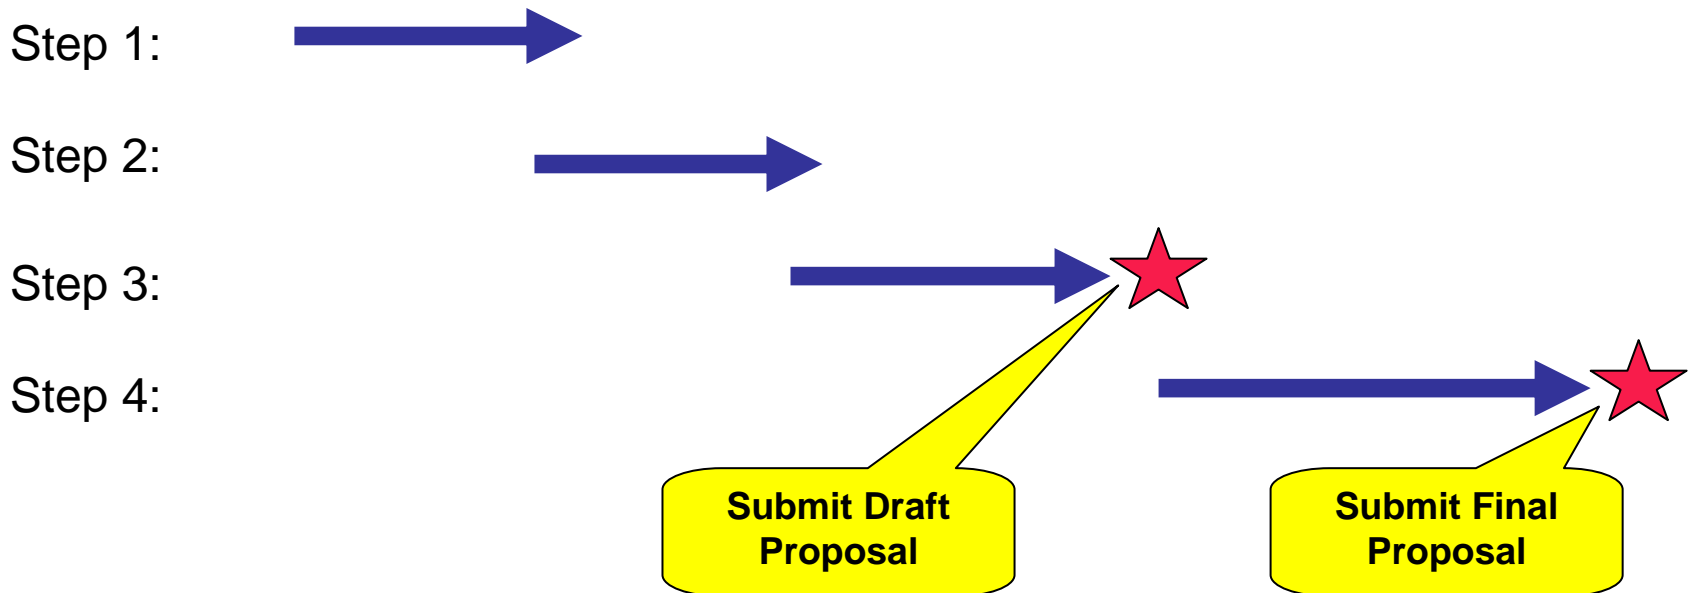 Step 1:
Step 2:
Step 3:
Step 4:
Submit Draft
Proposal
Submit Final
Proposal